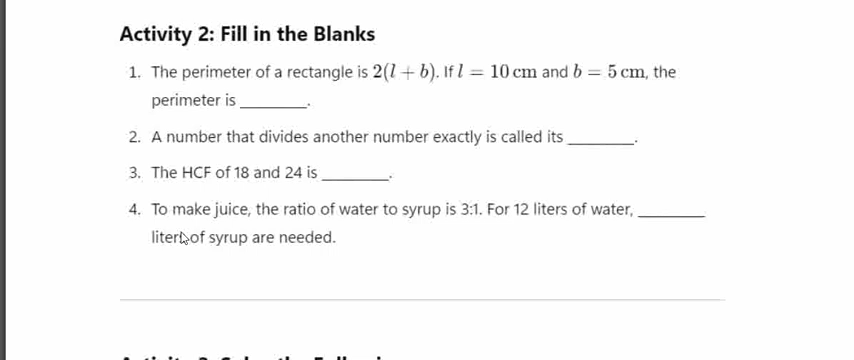 Activity 2: Fill in the Blanks
1. The perimeter of a rectangle is 2(l + b). If l = 10 cm and b = 5 cm, the
perimeter is ________.
2. A number that divides another number exactly is called its ________.
3. The HCF of 18 and 24 is ________.
4. To make juice, the ratio of water to syrup is 3:1. For 12 liters of water, ________
liters of syrup are needed.